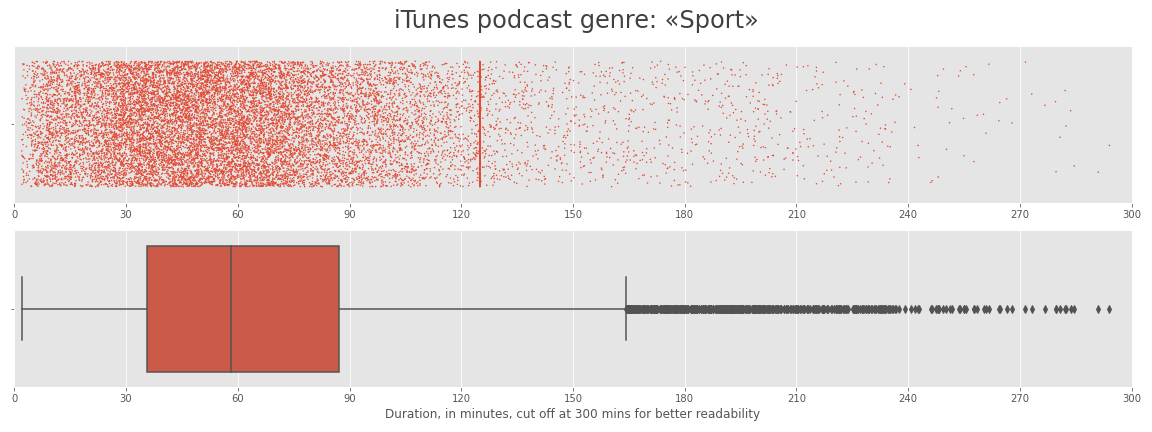 iTunes podcast genre: «Sport»
0 30 60 90 120 150 180 210 240 270 300
0 30 60 90 120 150 180 210 240 270 300
Duration, in minutes, cut off at 300 mins for better readability